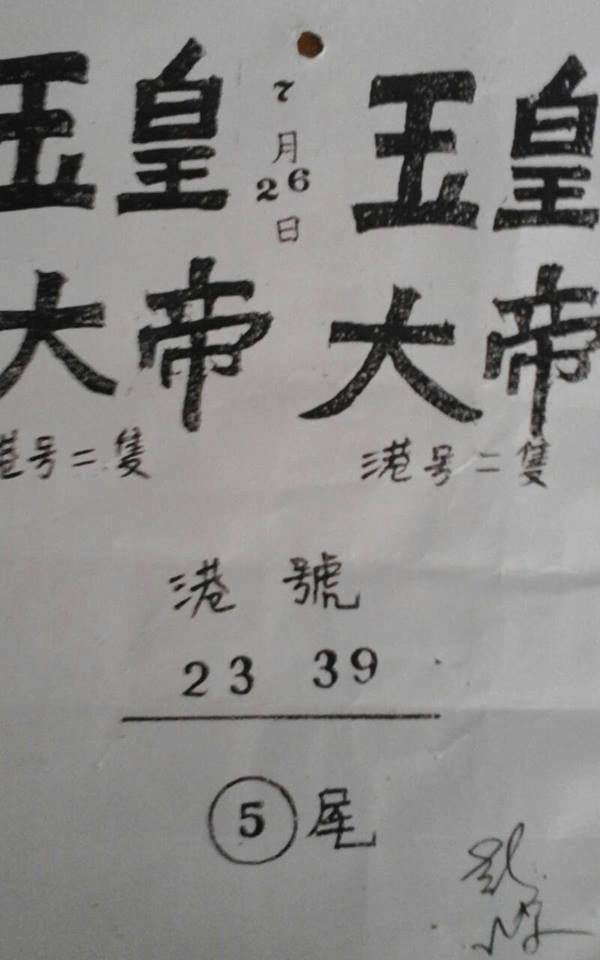 玉皇
大帝
港号二隻
7月26日
玉皇
大帝
港号二隻
港號
23 39
5尾